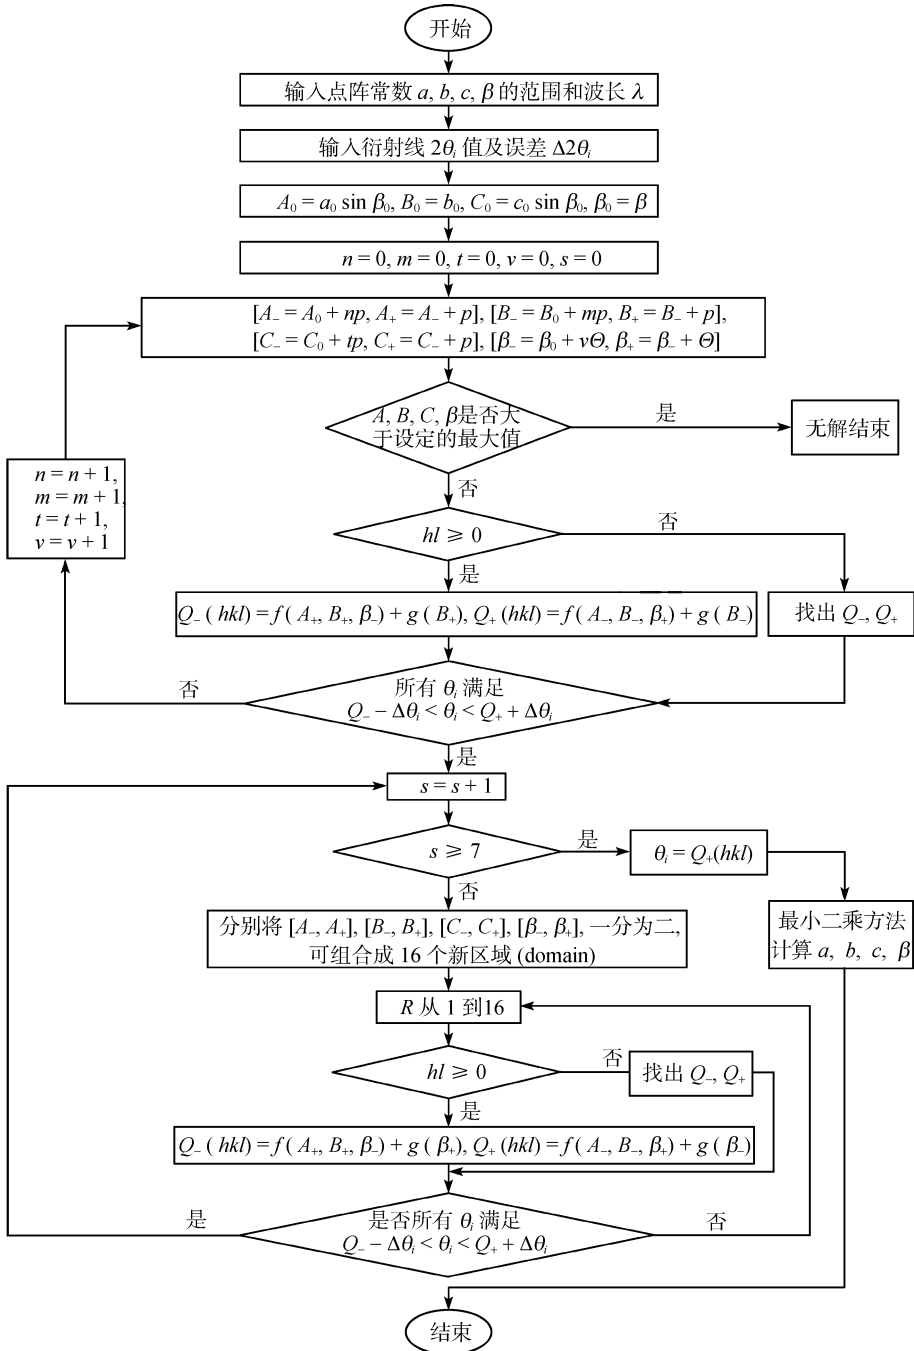 开始
输入点阵常数 a, b, c, β 的范围和波长 λ
输入衍射线 2θᵢ 值及误差 Δ2θᵢ
A₀ = a₀ sin β₀, B₀ = b₀, C₀ = c₀ sin β₀, β₀ = β
n = 0, m = 0, t = 0, v = 0, s = 0
[A₋ = A₀ + np, A₊ = A₋ + p], [B₋ = B₀ + mp, B₊ = B₋ + p],
[C₋ = C₀ + tp, C₊ = C₋ + p], [β₋ = β₀ + vΘ, β₊ = β₋ + Θ]
A, B, C, β是否大
于设定的最大值
是
无解结束
否
n = n + 1,
m = m + 1,
t = t + 1,
v = v + 1
hl ⩾ 0
否
是
Q₋ ( hkl ) = f ( A₊, B₊, β₋) + g ( B₊), Q₊ (hkl) = f ( A₋, B₋, β₊) + g ( B₋)
找出 Q₋, Q₊
否
所有 θᵢ 满足
Q₋ − Δθᵢ < θᵢ < Q₊ + Δθᵢ
是
s = s + 1
s ⩾ 7
是
θᵢ = Q₊(hkl)
否
最小二乘方法
计算 a, b, c, β
分别将 [A₋, A₊], [B₋, B₊], [C₋, C₊], [β₋, β₊], 一分为二,
可组合成 16 个新区域 (domain)
R 从 1 到16
hl ⩾ 0
否
找出 Q₋, Q₊
是
Q₋ ( hkl ) = f ( A₊, B₊, β₋) + g ( β₊), Q₊ (hkl ) = f ( A₋, B₋, β₊) + g ( β₋)
是
是否所有 θᵢ 满足
Q₋ − Δθᵢ < θᵢ < Q₊ + Δθᵢ
否
结束